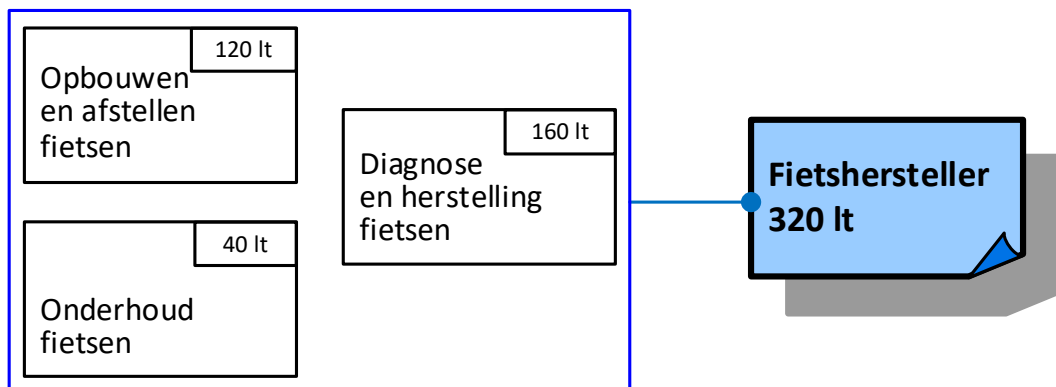 120 lt
Opbouwen
en afstellen
fietsen
40 lt
Onderhoud
fietsen
160 lt
Diagnose
en herstelling
fietsen
Fietshersteller
320 lt